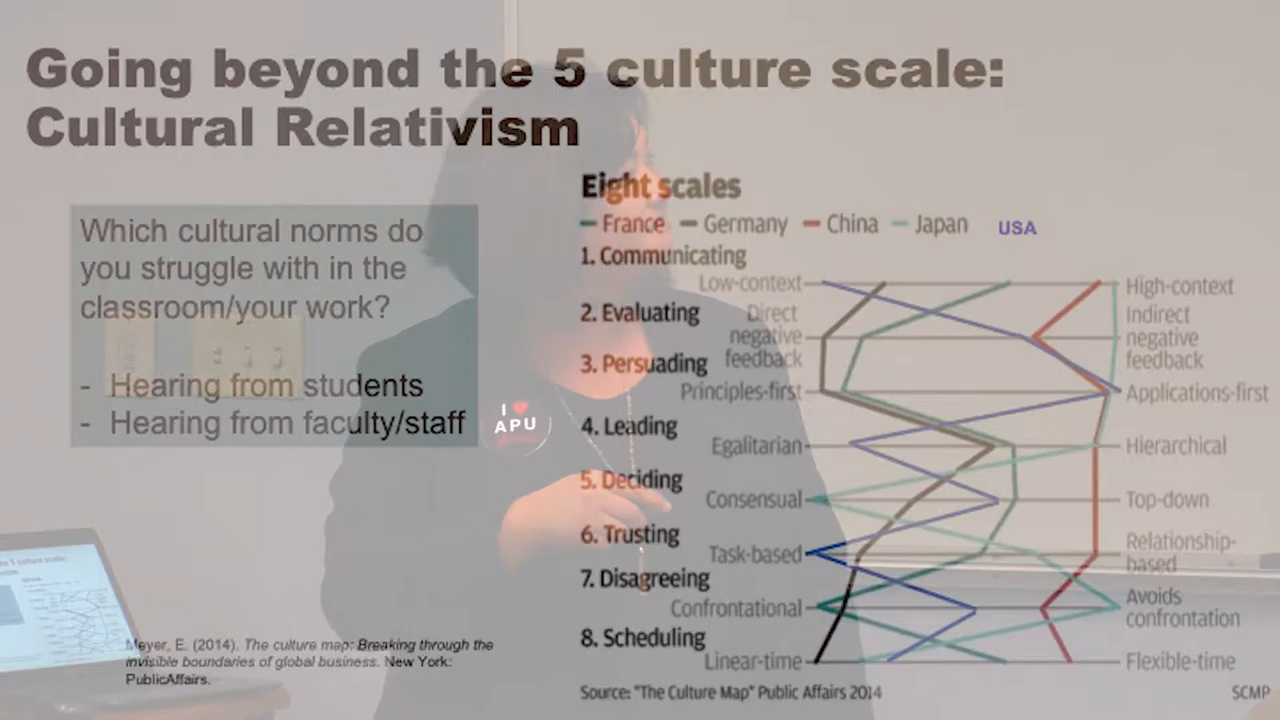 Going beyond the 5 culture scale:
Cultural Relativism
Which cultural norms do
you struggle with in the
classroom/your work?
- Hearing from students
- Hearing from faculty/staff
I ❤ APU
Meyer, E. (2014). The culture map: Breaking through the
invisible boundaries of global business. New York:
PublicAffairs.
Eight scales
France Germany China Japan USA
1. Communicating
Low-context High-context
2. Evaluating
Direct negative feedback
Indirect negative feedback
3. Persuading
Principles-first Applications-first
4. Leading
Egalitarian Hierarchical
5. Deciding
Consensual Top-down
6. Trusting
Task-based Relationship-based
7. Disagreeing
Confrontational Avoids confrontation
8. Scheduling
Linear-time Flexible-time
Source: "The Culture Map" Public Affairs 2014
SCMP